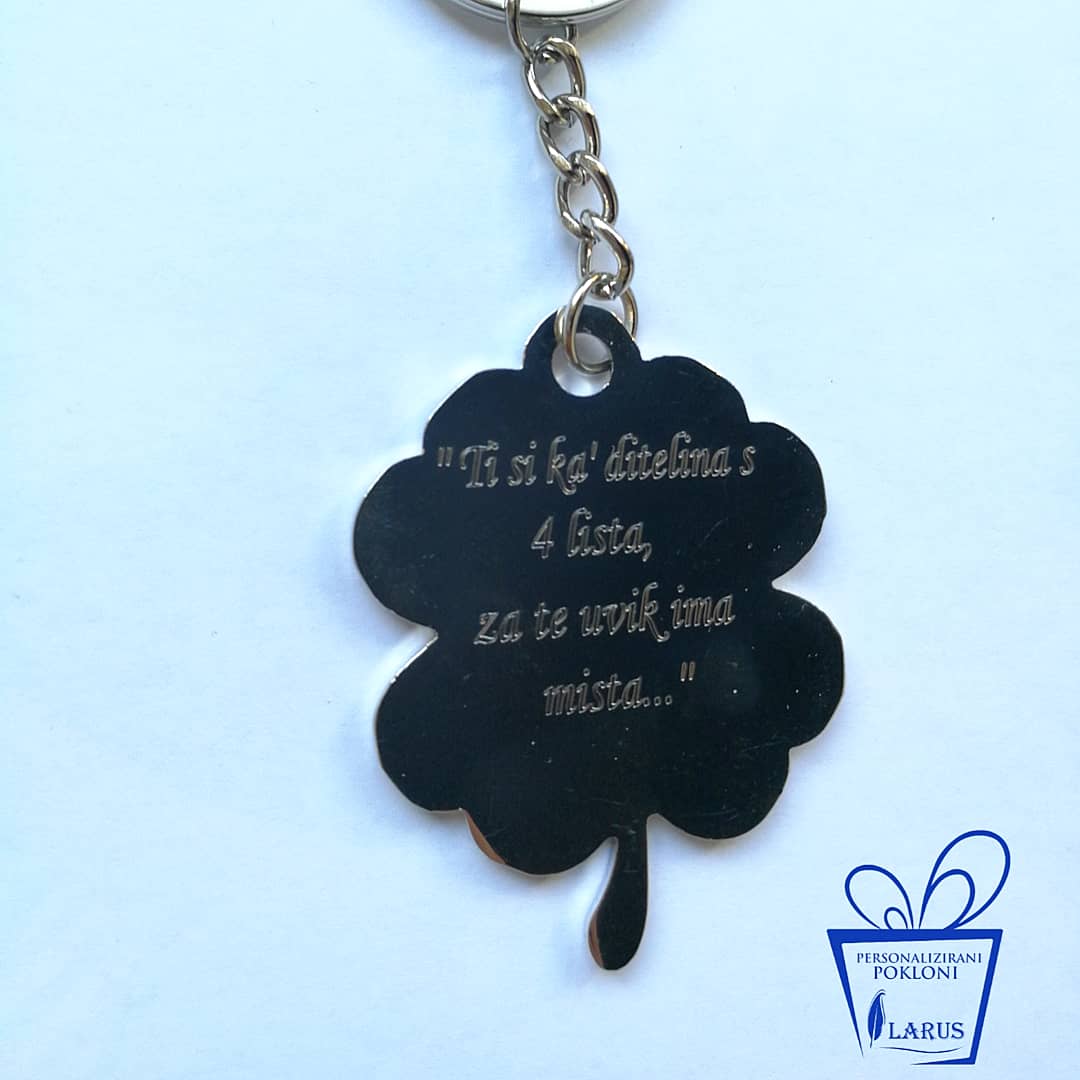 "Ti si ka' ditelina s
4 lista,
za te uvik ima
mista..."
PERSONALIZIRANI
POKLONI
LARUS